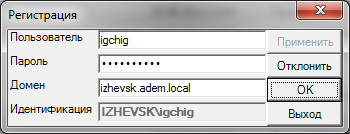 Регистрация
Пользователь igchig Применить
Пароль •••••••••• Отклонить
Домен izhevsk.adem.local OK
Идентификация IZHEVSK\igchig Выход